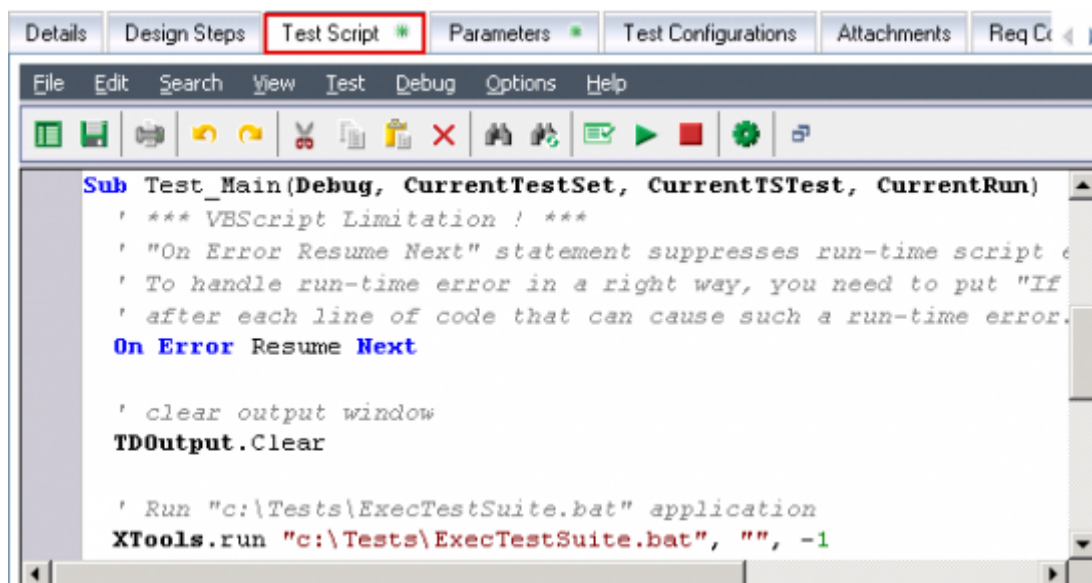 Details Design Steps Test Script * Parameters * Test Configurations Attachments Req
File Edit Search View Test Debug Options Help
Sub Test_Main(Debug, CurrentTestSet, CurrentTSTest, CurrentRun)
' *** VBScript Limitation ! ***
' "On Error Resume Next" statement suppresses run-time script
' To handle run-time error in a right way, you need to put "If
' after each line of code that can cause such a run-time error.
On Error Resume Next
' clear output window
TDOutput.Clear
' Run "c:\Tests\ExecTestSuite.bat" application
XTools.run "c:\Tests\ExecTestSuite.bat", "", -1